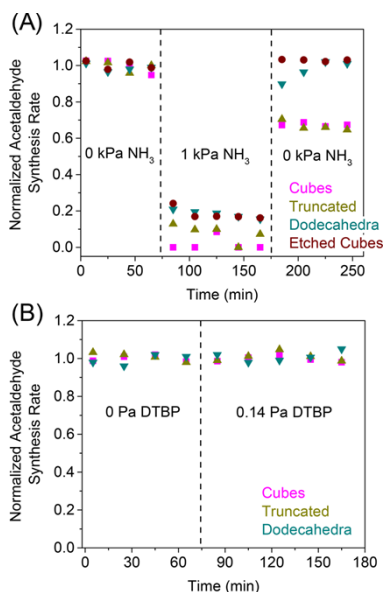 (A)
Normalized Acetaldehyde
Synthesis Rate
1.2
1.0
0.8
0.6
0.4
0.2
0.0
0 kPa NH3
1 kPa NH3
0 kPa NH3
Cubes
Truncated
Dodecahedra
Etched Cubes
0 50 100 150 200 250
Time (min)
(B)
Normalized Acetaldehyde
Synthesis Rate
1.2
1.0
0.8
0.6
0.4
0.2
0.0
0 Pa DTBP
0.14 Pa DTBP
Cubes
Truncated
Dodecahedra
0 30 60 90 120 150 180
Time (min)